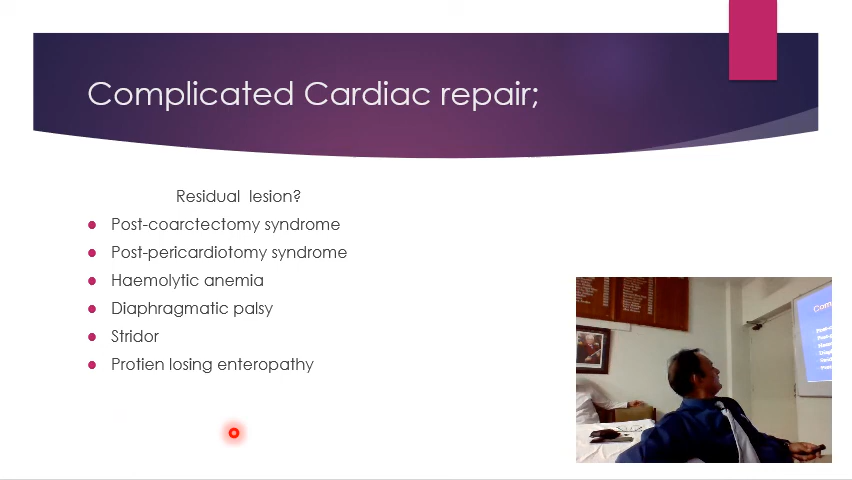 Complicated Cardiac repair;
Residual lesion?
Post-coarctectomy syndrome
Post-pericardiotomy syndrome
Haemolytic anemia
Diaphragmatic palsy
Stridor
Protien losing enteropathy